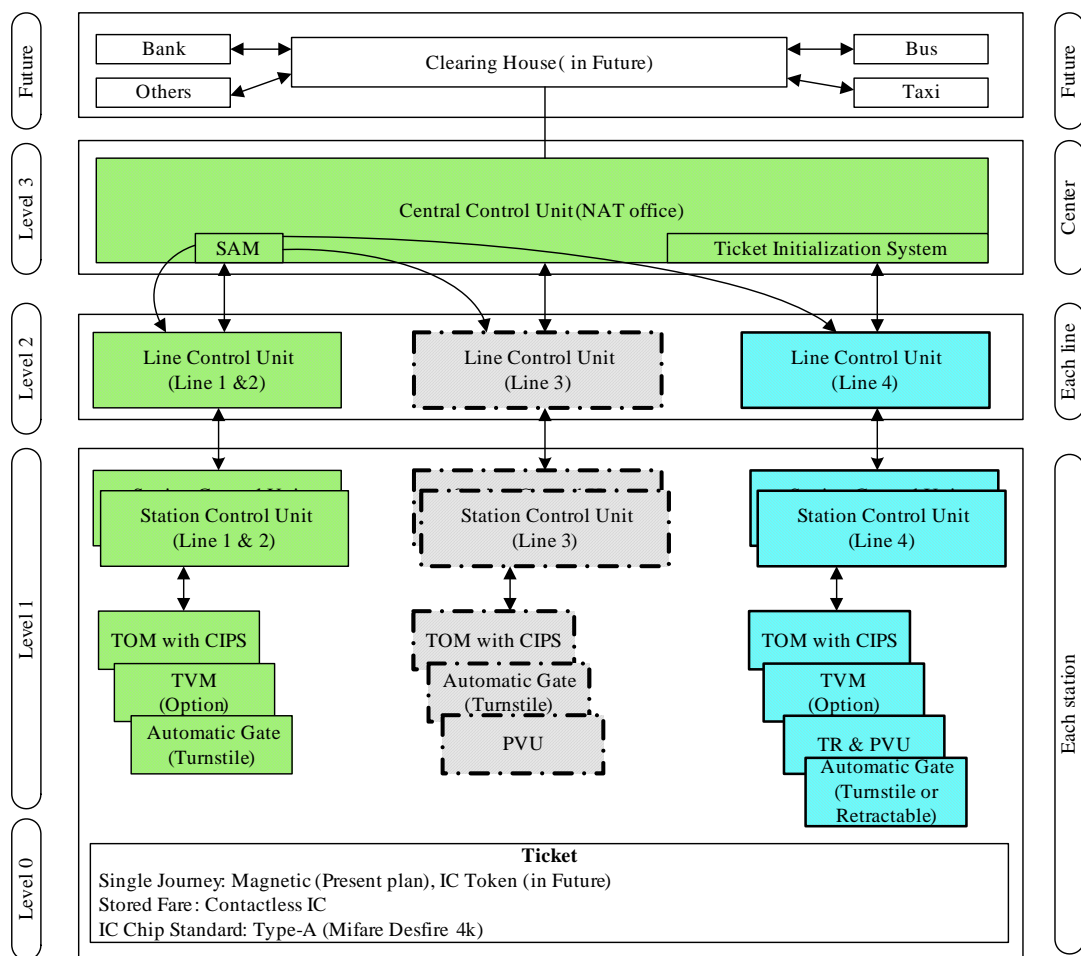 Future
Bank
Others
Clearing House( in Future)
Bus
Taxi
Future
Level 3
Central Control Unit(NAT office)
SAM
Ticket Initialization System
Center
Level 2
Line Control Unit
(Line 1 &2)
Line Control Unit
(Line 3)
Line Control Unit
(Line 4)
Each line
Level 1
Station Control Unit
(Line 1 & 2)
Station Control Unit
(Line 3)
Station Control Unit
(Line 4)
TOM with CIPS
TVM
(Option)
Automatic Gate
(Turnstile)
TOM with CIPS
Automatic Gate
(Turnstile)
PVU
TOM with CIPS
TVM
(Option)
TR & PVU
Automatic Gate
(Turnstile or
Retractable)
Each station
Level 0
Ticket
Single Journey: Magnetic (Present plan), IC Token (in Future)
Stored Fare: Contactless IC
IC Chip Standard: Type-A (Mifare Desfire 4k)